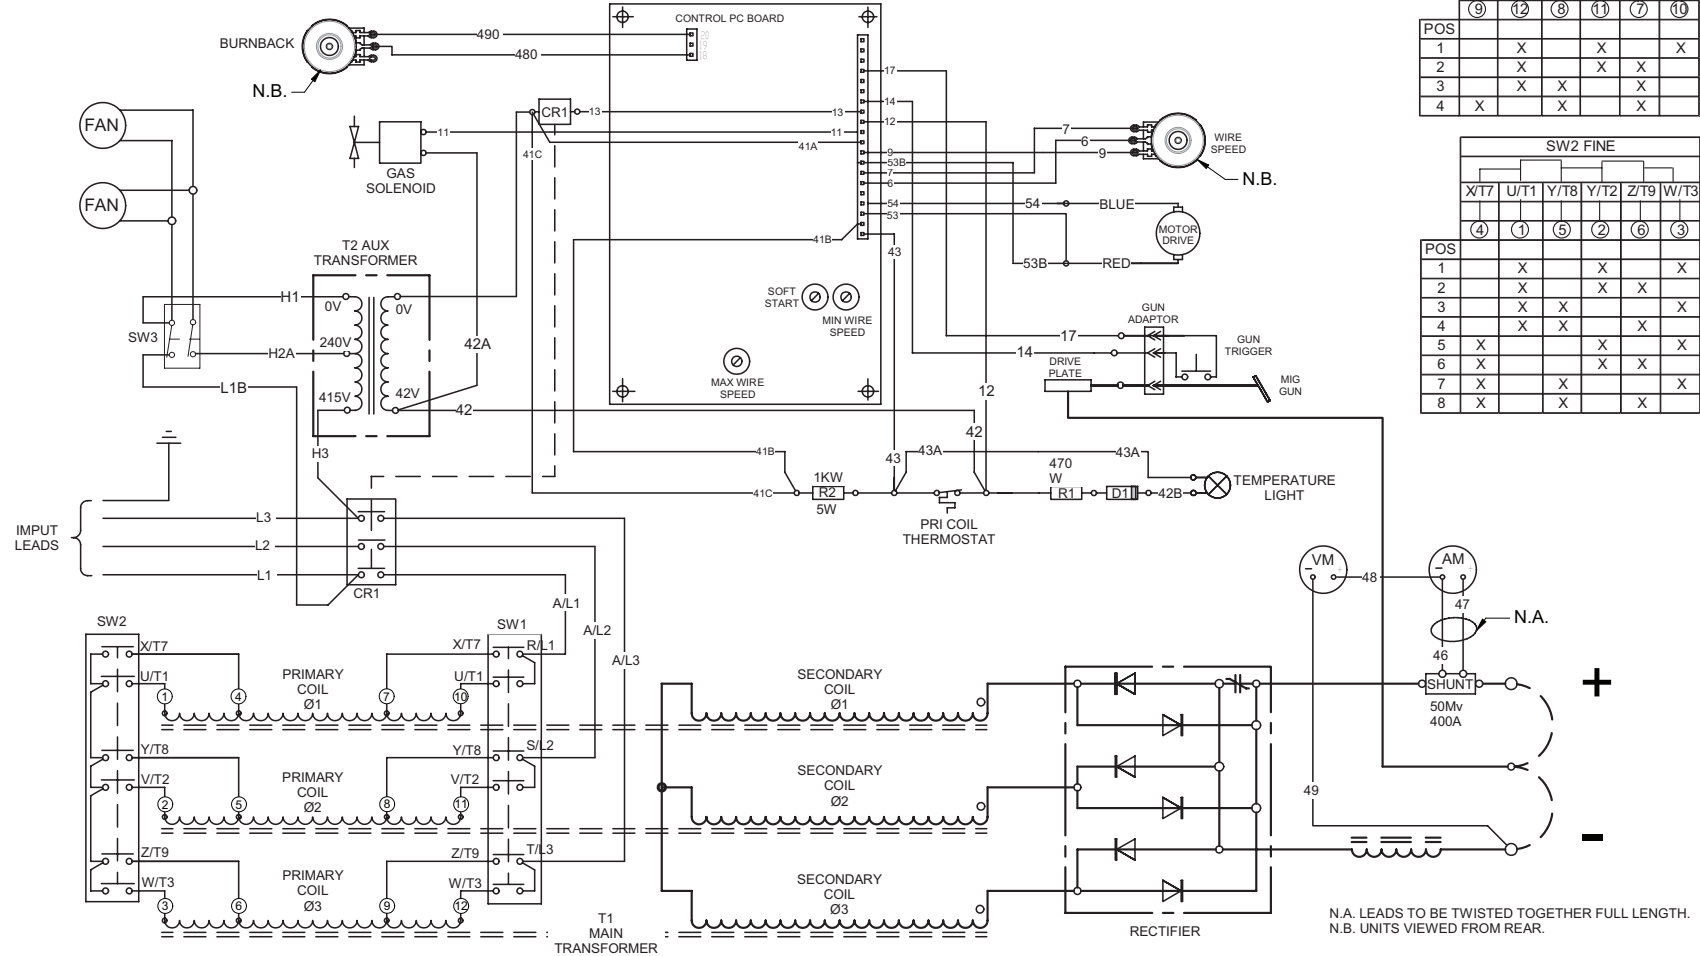 CONTROL PC BOARD
BURNBACK
490
480
N.B.
20
19
18
17
14
13
12
11
41A
9
53B
7
6
54
53
41B
43
FAN
FAN
CR1
13
11
41C
GAS
SOLENOID
42A
T2 AUX
TRANSFORMER
0V
0V
240V
415V
42V
H1
H2A
L1B
SW3
H3
42
SOFT
START
MIN WIRE
SPEED
MAX WIRE
SPEED
7
6
9
WIRE
SPEED
N.B.
54
BLUE
MOTOR
DRIVE
53B
RED
17
14
GUN
ADAPTOR
GUN
TRIGGER
DRIVE
PLATE
MIG
GUN
12
42
43
43A
43A
41B
41C
1KW
R2
5W
PRI COIL
THERMOSTAT
470
W
R1
D1
42B
TEMPERATURE
LIGHT
IMPUT
LEADS
L3
L2
L1
CR1
A/L1
A/L2
A/L3
SW2
SW1
X/T7
U/T1
Y/T8
V/T2
Z/T9
W/T3
1
4
7
10
2
5
8
11
3
6
9
12
PRIMARY
COIL
Ø1
PRIMARY
COIL
Ø2
PRIMARY
COIL
Ø3
X/T7
U/T1
Y/T8
V/T2
Z/T9
W/T3
R/L1
S/L2
T/L3
T1
MAIN
TRANSFORMER
SECONDARY
COIL
Ø1
SECONDARY
COIL
Ø2
SECONDARY
COIL
Ø3
RECTIFIER
VM
- +
AM
- +
48
47
46
N.A.
SHUNT
50Mv
400A
49
+
-
N.A. LEADS TO BE TWISTED TOGETHER FULL LENGTH.
N.B. UNITS VIEWED FROM REAR.
9 12 8 11 7 10
POS
1 X X X
2 X X X
3 X X X
4 X X X
SW2 FINE
X/T7 U/T1 Y/T8 Y/T2 Z/T9 W/T3
4 1 5 2 6 3
POS
1 X X X
2 X X X
3 X X X
4 X X X
5 X X X
6 X X X
7 X X X
8 X X X